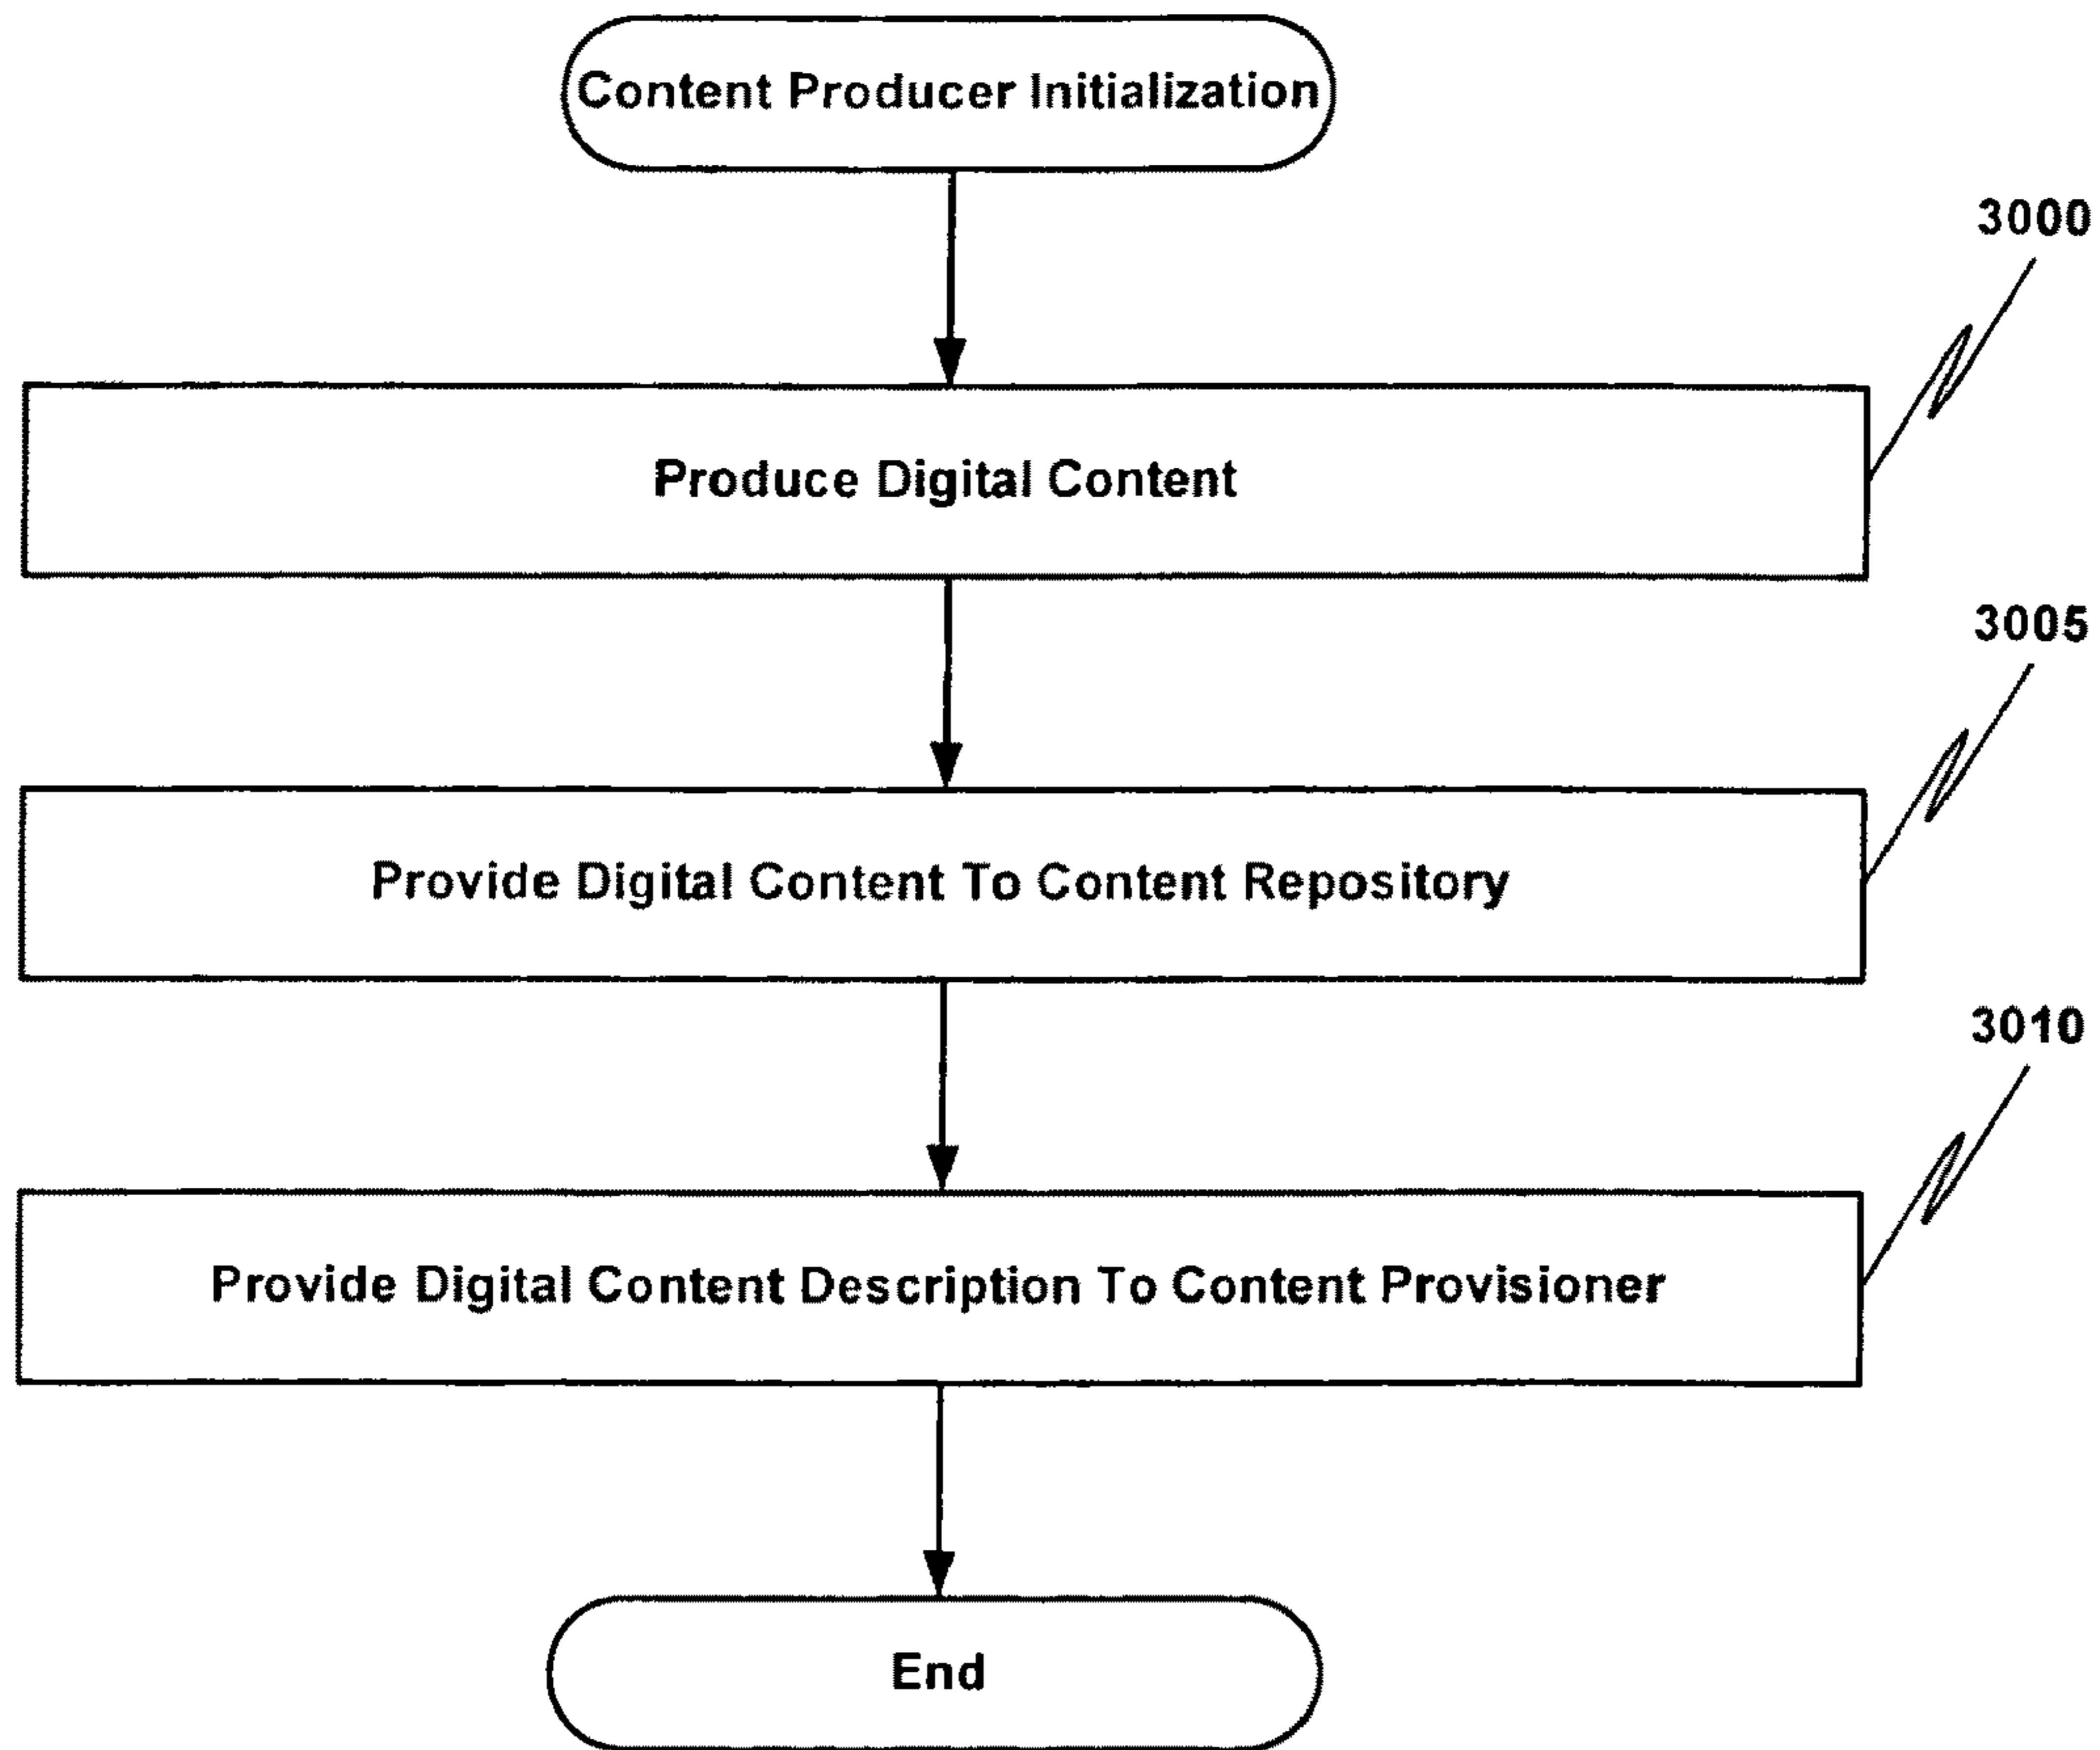 Content Producer Initialization
3000
Produce Digital Content
3005
Provide Digital Content To Content Repository
3010
Provide Digital Content Description To Content Provisioner
End